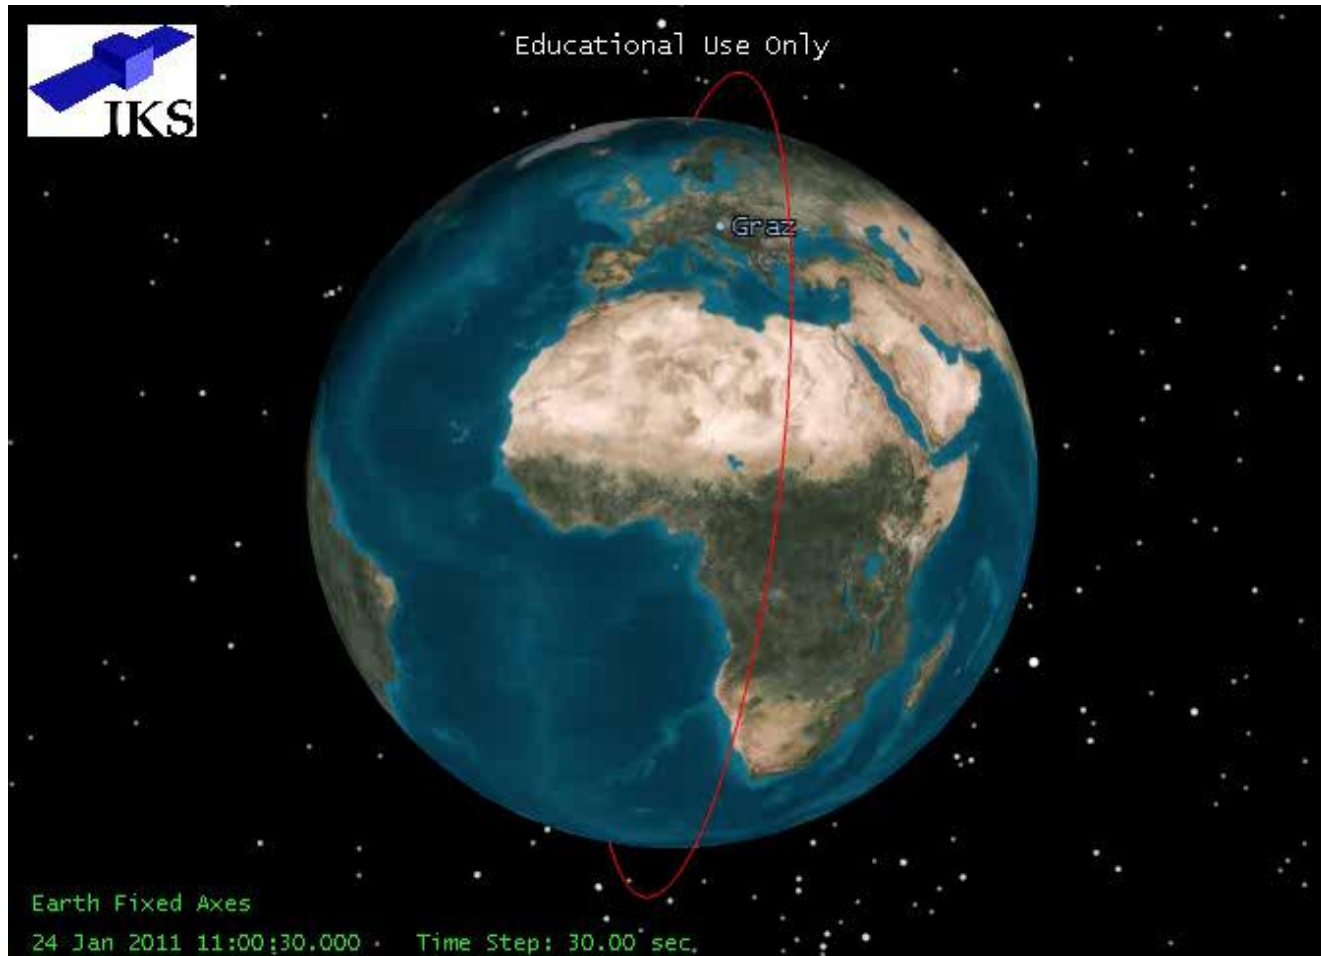 IKS
Educational Use Only
Graz
Earth Fixed Axes
24 Jan 2011 11:00:30.000
Time Step: 30.00 sec